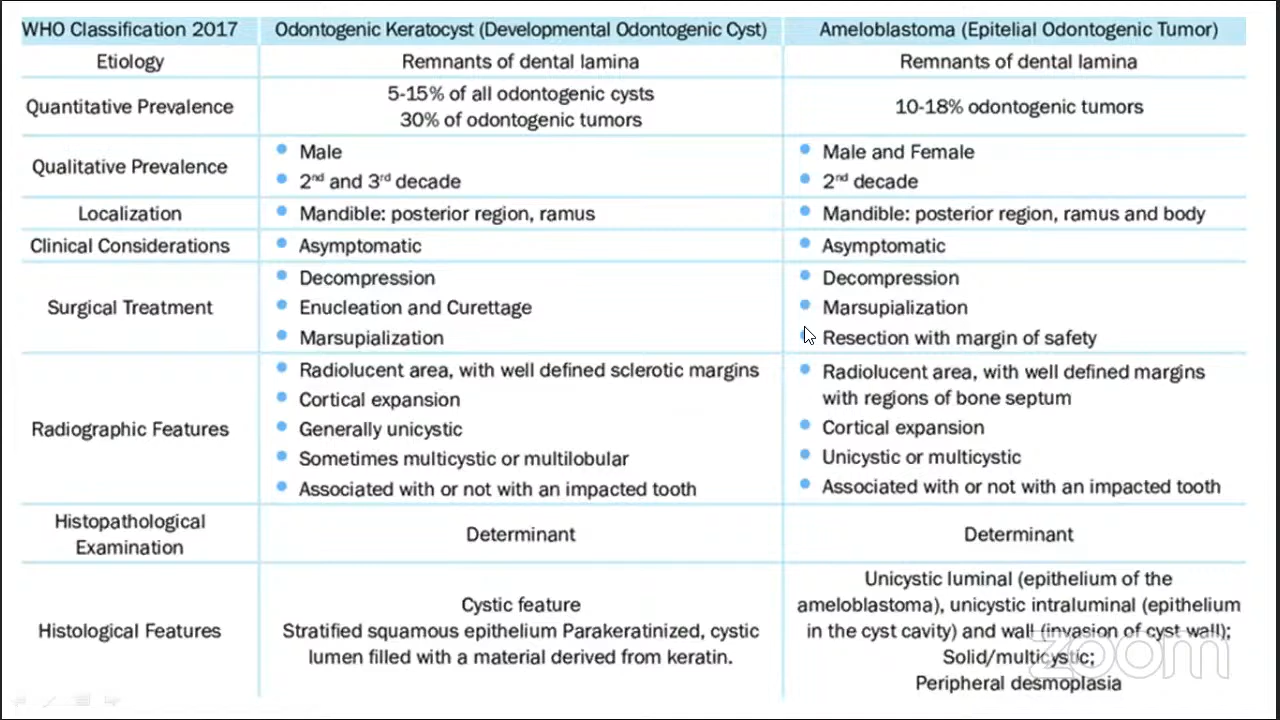 WHO Classification 2017
Odontogenic Keratocyst (Developmental Odontogenic Cyst)
Ameloblastoma (Epitelial Odontogenic Tumor)
Etiology
Remnants of dental lamina
Remnants of dental lamina
Quantitative Prevalence
5-15% of all odontogenic cysts
30% of odontogenic tumors
10-18% odontogenic tumors
Qualitative Prevalence
Male
2nd and 3rd decade
Male and Female
2nd decade
Localization
Mandible: posterior region, ramus
Mandible: posterior region, ramus and body
Clinical Considerations
Asymptomatic
Asymptomatic
Surgical Treatment
Decompression
Enucleation and Curettage
Marsupialization
Decompression
Marsupialization
Resection with margin of safety
Radiographic Features
Radiolucent area, with well defined sclerotic margins
Cortical expansion
Generally unicystic
Sometimes multicystic or multilobular
Associated with or not with an impacted tooth
Radiolucent area, with well defined margins
with regions of bone septum
Cortical expansion
Unicystic or multicystic
Associated with or not with an impacted tooth
Histopathological
Examination
Determinant
Determinant
Histological Features
Cystic feature
Stratified squamous epithelium Parakeratinized, cystic
lumen filled with a material derived from keratin.
Unicystic luminal (epithelium of the
ameloblastoma), unicystic intraluminal (epithelium
in the cyst cavity) and wall (invasion of cyst wall);
Solid/multicystic;
Peripheral desmoplasia
zoom